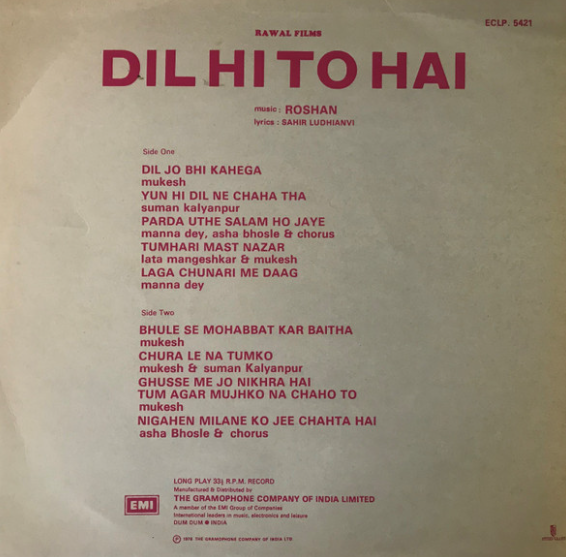 ECLP. 5421
RAWAL FILMS
DIL HI TO HAI
music : ROSHAN
lyrics : SAHIR LUDHIANVI
Side One
DIL JO BHI KAHEGA
mukesh
YUN HI DIL NE CHAHA THA
suman kalyanpur
PARDA UTHE SALAM HO JAYE
manna dey, asha bhosle & chorus
TUMHARI MAST NAZAR
lata mangeshkar & mukesh
LAGA CHUNARI ME DAAG
manna dey
Side Two
BHULE SE MOHABBAT KAR BAITHA
mukesh
CHURA LE NA TUMKO
mukesh & suman Kalyanpur
GHUSSE ME JO NIKHRA HAI
TUM AGAR MUJHKO NA CHAHO TO
mukesh
NIGAHEN MILANE KO JEE CHAHTA HAI
asha Bhosle & chorus
LONG PLAY 33⅓ R.P.M. RECORD
Manufactured & Distributed by
THE GRAMOPHONE COMPANY OF INDIA LIMITED
A member of the EMI Group of Companies
International leaders in music, electronics and leisure
DUM DUM INDIA
EMI
THE GRAMOPHONE COMPANY OF INDIA LTD